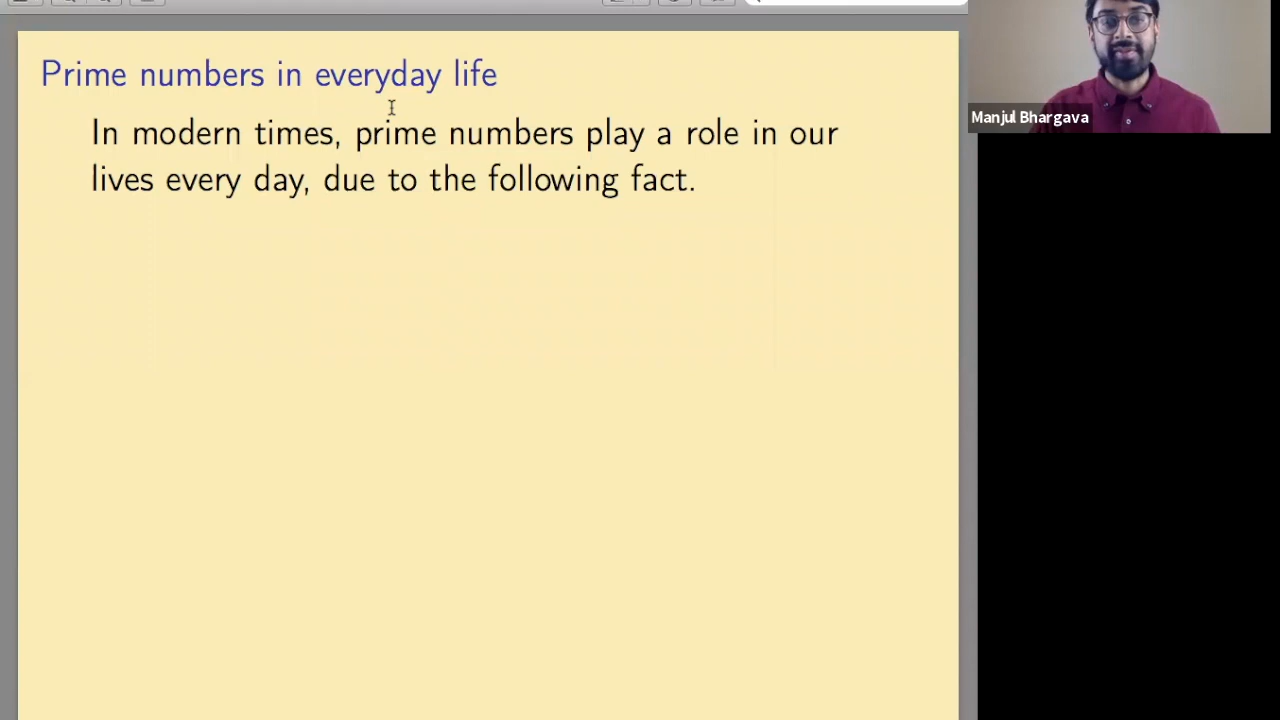 Prime numbers in everyday life
In modern times, prime numbers play a role in our
lives every day, due to the following fact.
Manjul Bhargava